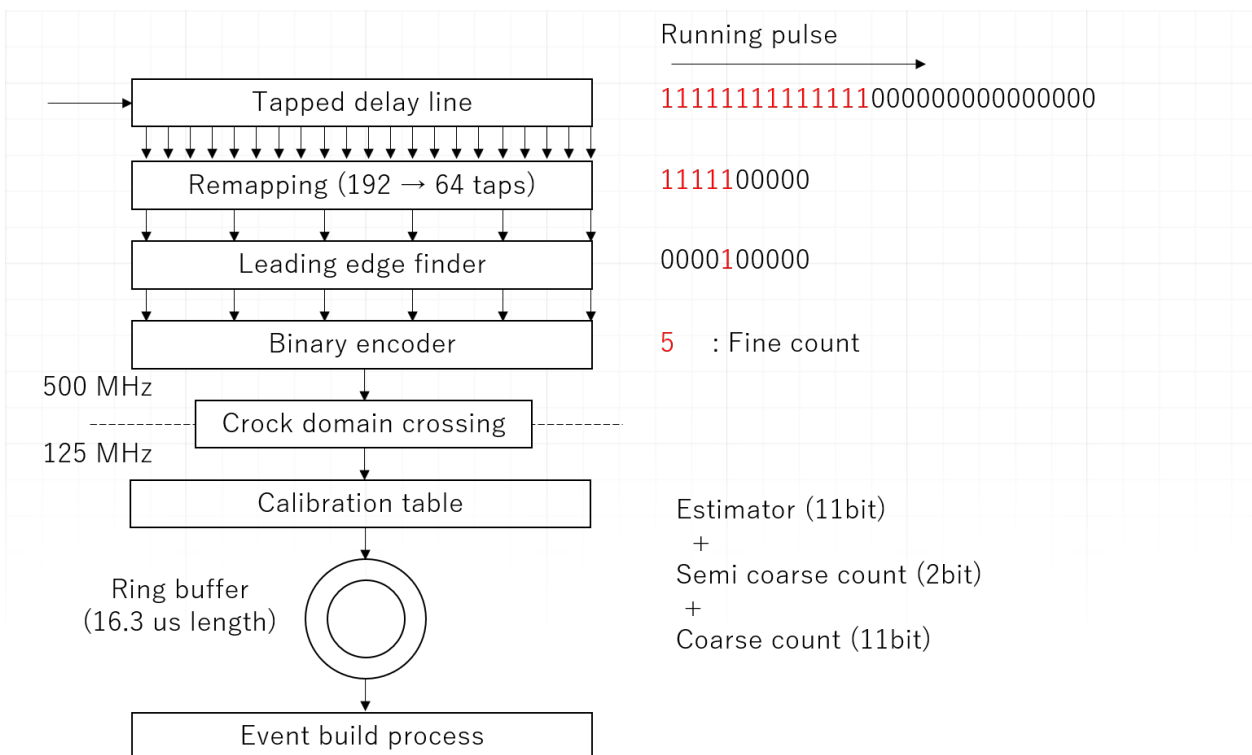 Running pulse
Tapped delay line
11111111111111000000000000000
Remapping (192 → 64 taps)
1111100000
Leading edge finder
0000100000
Binary encoder
5 : Fine count
500 MHz
Crock domain crossing
125 MHz
Calibration table
Estimator (11bit)
+
Semi coarse count (2bit)
+
Coarse count (11bit)
Ring buffer
(16.3 us length)
Event build process